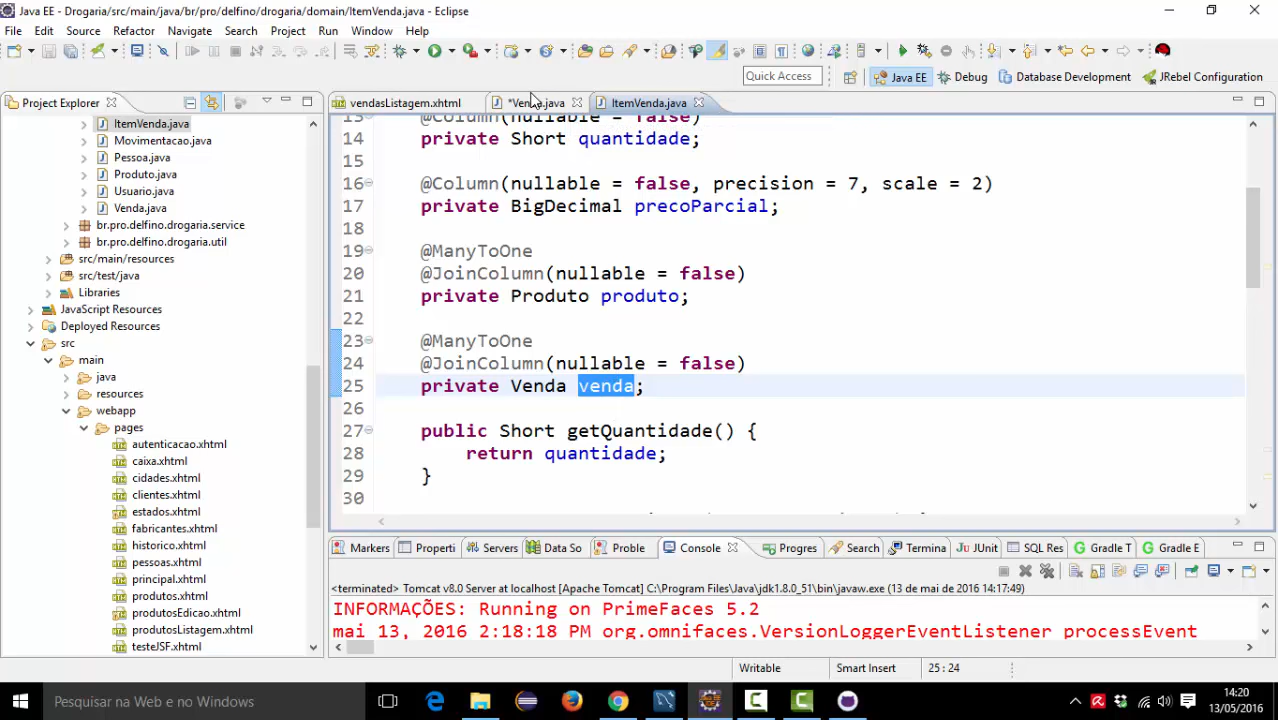 Java EE - Drogaria/src/main/java/br/pro/delfino/drogaria/domain/ItemVenda.java - Eclipse
File Edit Source Refactor Navigate Search Project Run Window Help
Quick Access Java EE Debug Database Development JRebel Configuration
Project Explorer
vendasListagem.xhtml *Venda.java ItemVenda.java
ItemVenda.java
Movimentacao.java
Pessoa.java
Produto.java
Usuario.java
Venda.java
br.pro.delfino.drogaria.service
br.pro.delfino.drogaria.util
src/main/resources
src/test/java
Libraries
JavaScript Resources
Deployed Resources
src
main
java
resources
webapp
pages
autenticacao.xhtml
caixa.xhtml
cidades.xhtml
clientes.xhtml
estados.xhtml
fabricantes.xhtml
historico.xhtml
pessoas.xhtml
principal.xhtml
produtos.xhtml
produtosEdicao.xhtml
produtosListagem.xhtml
testeJSF.xhtml
13 @Column(nullable = false)
14 private Short quantidade;
15
16 @Column(nullable = false, precision = 7, scale = 2)
17 private BigDecimal precoParcial;
18
19 @ManyToOne
20 @JoinColumn(nullable = false)
21 private Produto produto;
22
23 @ManyToOne
24 @JoinColumn(nullable = false)
25 private Venda venda;
26
27 public Short getQuantidade() {
28 return quantidade;
29 }
30
Markers Properti Servers Data So Proble Console Progres Search Termina JUnit SQL Res Gradle T Gradle E
<terminated> Tomcat v8.0 Server at localhost [Apache Tomcat] C:\Program Files\Java\jdk1.8.0_51\bin\javaw.exe (13 de mai de 2016 14:17:49)
INFORMAÇÕES: Running on PrimeFaces 5.2
mai 13, 2016 2:18:18 PM org.omnifaces.VersionLoggerEventListener processEvent
Writable Smart Insert 25 : 24
Pesquisar na Web e no Windows
14:20
13/05/2016